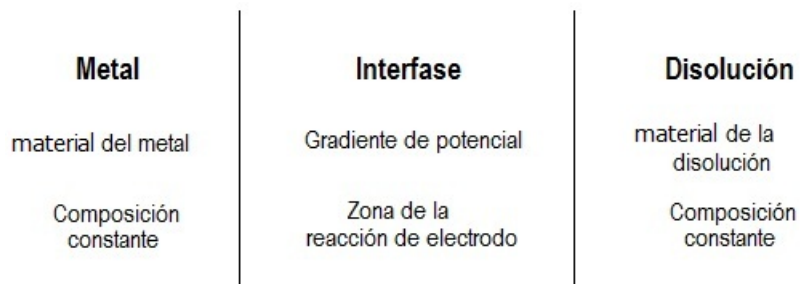 Metal
material del metal
Composición
constante
Interfase
Gradiente de potencial
Zona de la
reacción de electrodo
Disolución
material de la
disolución
Composición
constante